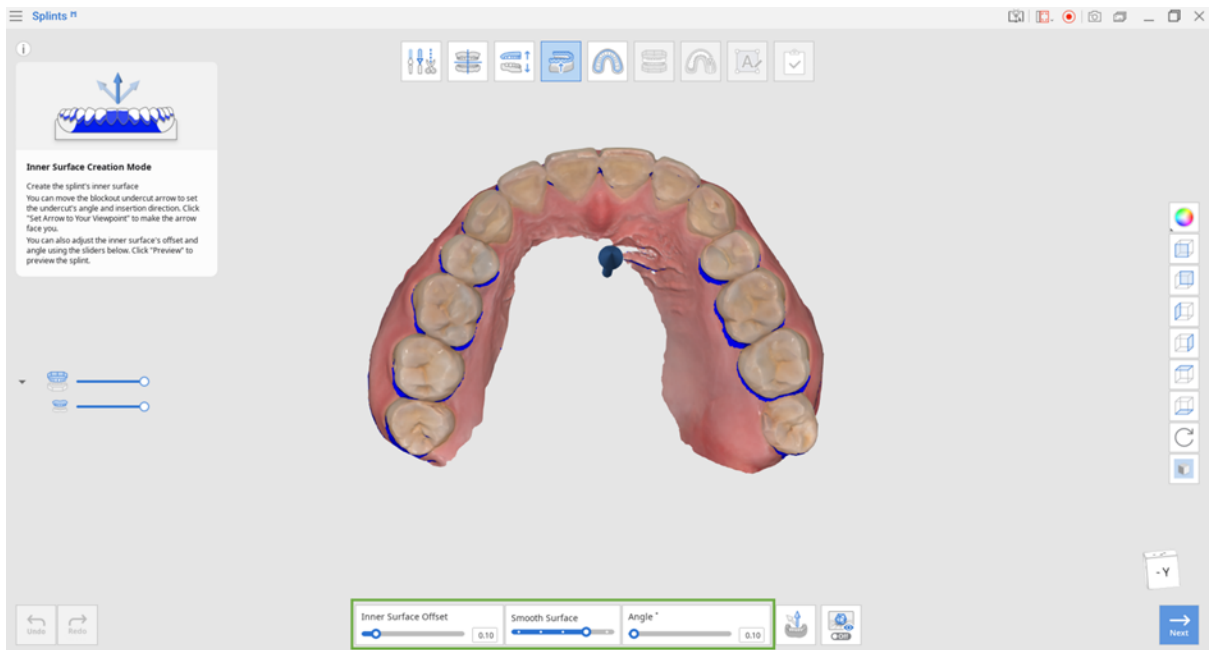 Splints
i
Inner Surface Creation Mode
Create the splint's inner surface
You can move the blockout undercut arrow to set
the undercut's angle and insertion direction. Click
"Set Arrow to Your Viewpoint" to make the arrow
face you.
You can also adjust the inner surface's offset and
angle using the sliders below. Click "Preview" to
preview the splint.
A
- Y
Undo
Redo
Inner Surface Offset
0.10
Smooth Surface
Angle °
0.10
Off
Next